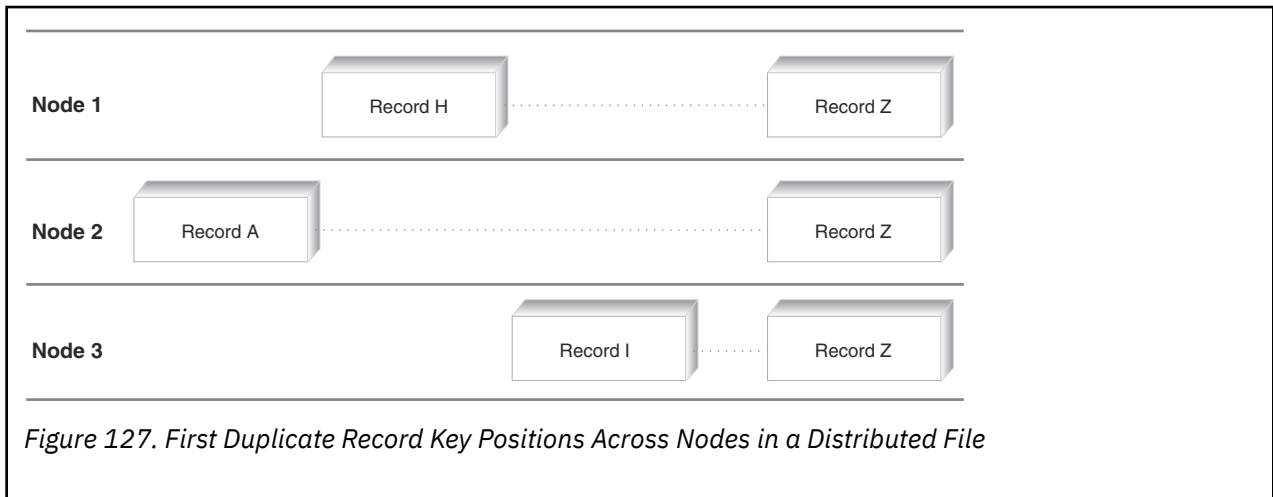 Node 1 Record H Record Z
Node 2 Record A Record Z
Node 3 Record I Record Z
Figure 127. First Duplicate Record Key Positions Across Nodes in a Distributed File